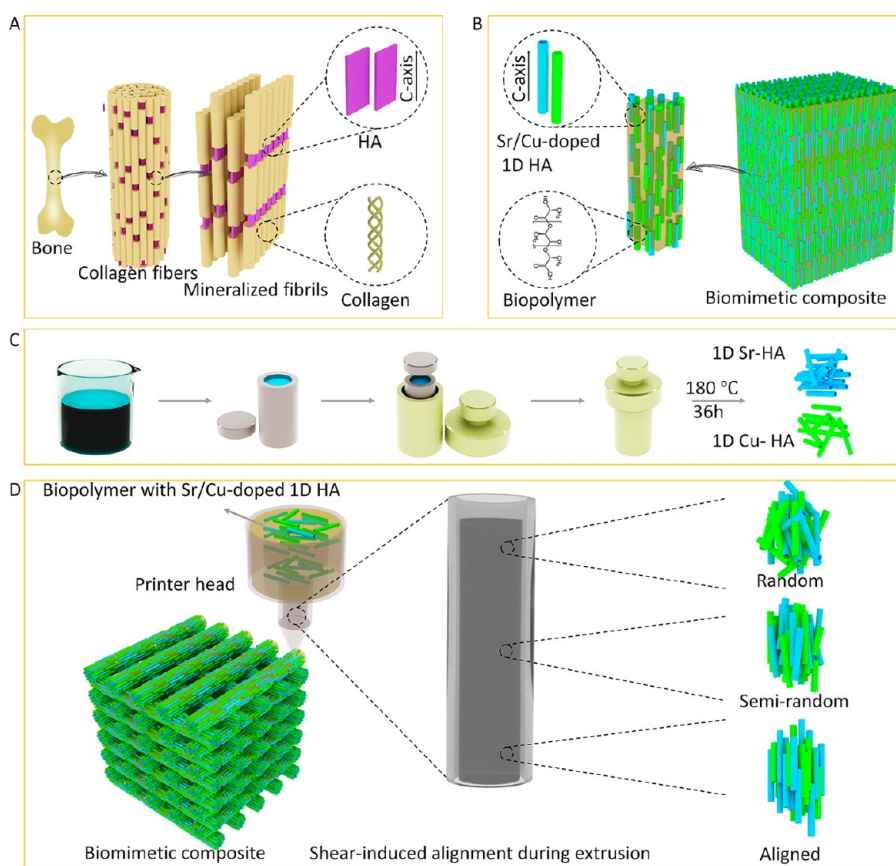 A
C-axis
HA
Bone
Collagen fibers
Mineralized fibrils
Collagen
B
C-axis
Sr/Cu-doped
1D HA
Biopolymer
Biomimetic composite
C
180 °C
36h
1D Sr-HA
1D Cu- HA
D
Biopolymer with Sr/Cu-doped 1D HA
Printer head
Biomimetic composite
Shear-induced alignment during extrusion
Random
Semi-random
Aligned